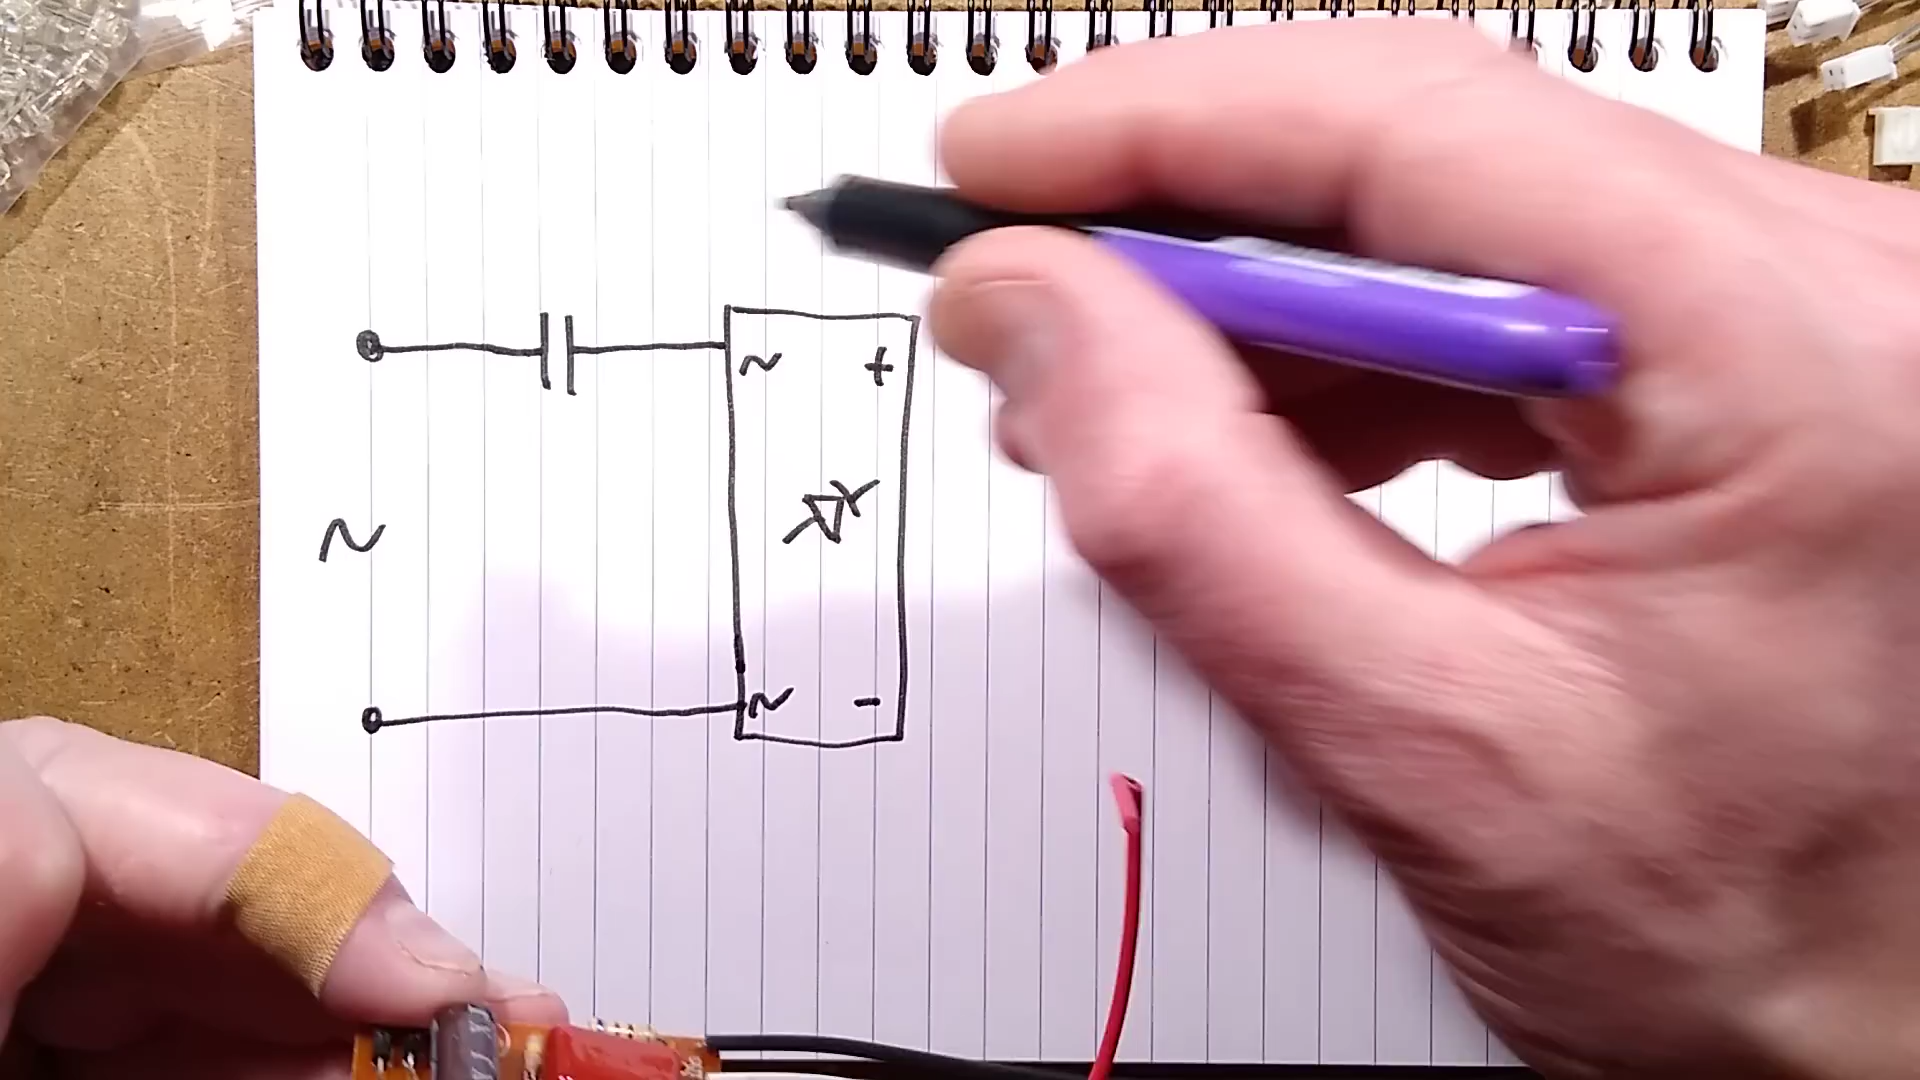 ~ +
~
~ -